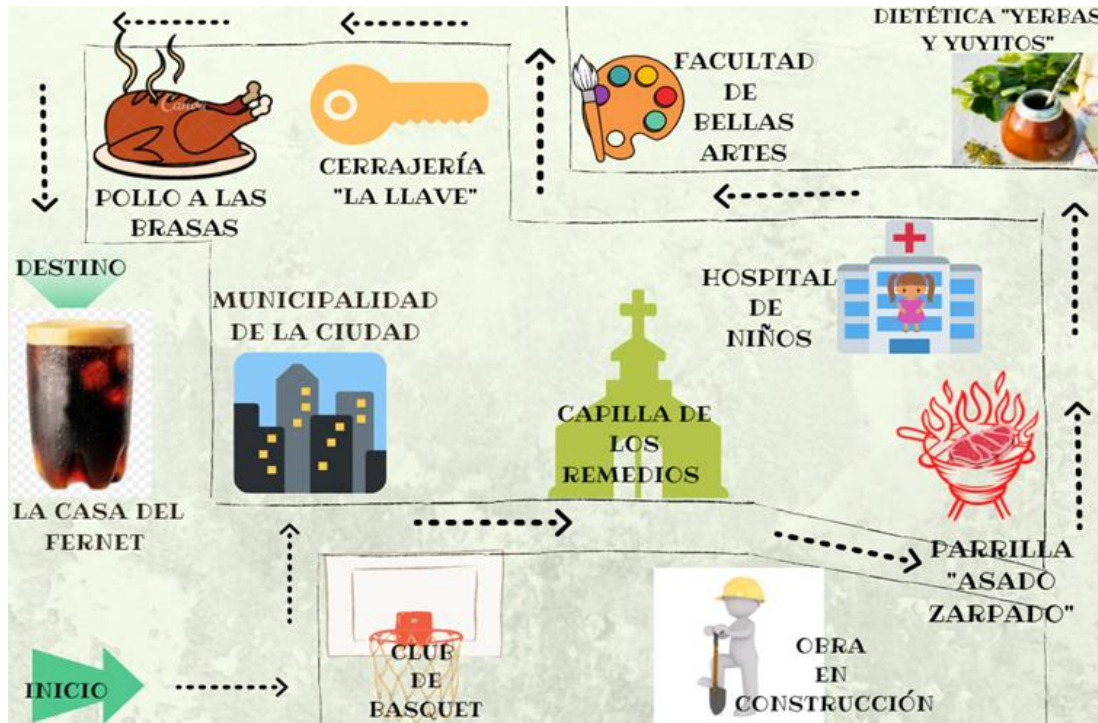 DIETÉTICA "YERBAS
Y YUYITOS"
FACULTAD
DE
BELLAS
ARTES
Canva
CERRAJERÍA
"LA LLAVE"
POLLO A LAS
BRASAS
DESTINO
MUNICIPALIDAD
DE LA CIUDAD
HOSPITAL
DE
NIÑOS
CAPILLA DE
LOS
REMEDIOS
LA CASA DEL
FERNET
PARRILLA
"ASADO
ZARPADO"
INICIO
CLUB
DE
BASQUET
OBRA
EN
CONSTRUCCIÓN